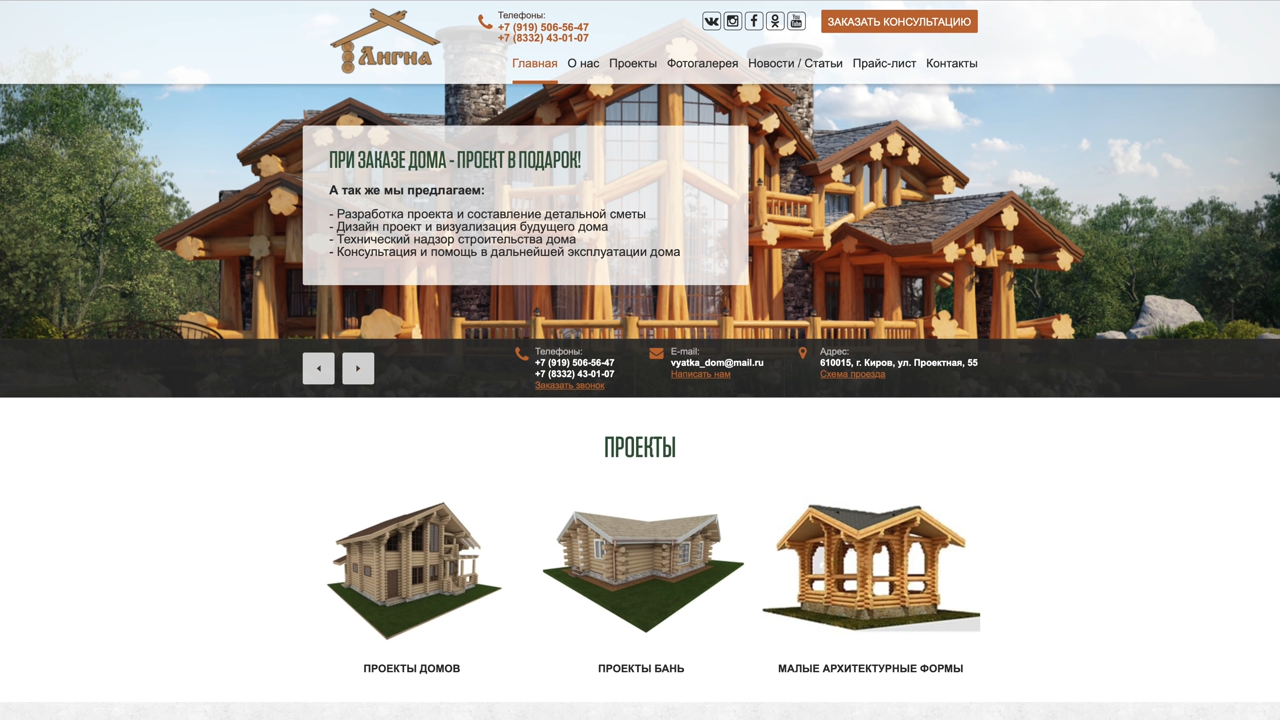 Ангиа
Телефоны:
+7 (919) 506-56-47
+7 (8332) 43-01-07
You
ЗАКАЗАТЬ КОНСУЛЬТАЦИЮ
Главная О нас Проекты Фотогалерея Новости / Статьи Прайс-лист Контакты
ПРИ ЗАКАЗЕ ДОМА - ПРОЕКТ В ПОДАРОК!
А так же мы предлагаем:
- Разработка проекта и составление детальной сметы
- Дизайн проект и визуализация будущего дома
- Технический надзор строительства дома
- Консультация и помощь в дальнейшей эксплуатации дома
Телефоны:
+7 (919) 506-56-47
+7 (8332) 43-01-07
Заказать звонок
E-mail:
vyatka_dom@mail.ru
Написать нам
Адрес:
610015, г. Киров, ул. Проектная, 55
Схема проезда
ПРОЕКТЫ
ПРОЕКТЫ ДОМОВ
ПРОЕКТЫ БАНЬ
МАЛЫЕ АРХИТЕКТУРНЫЕ ФОРМЫ